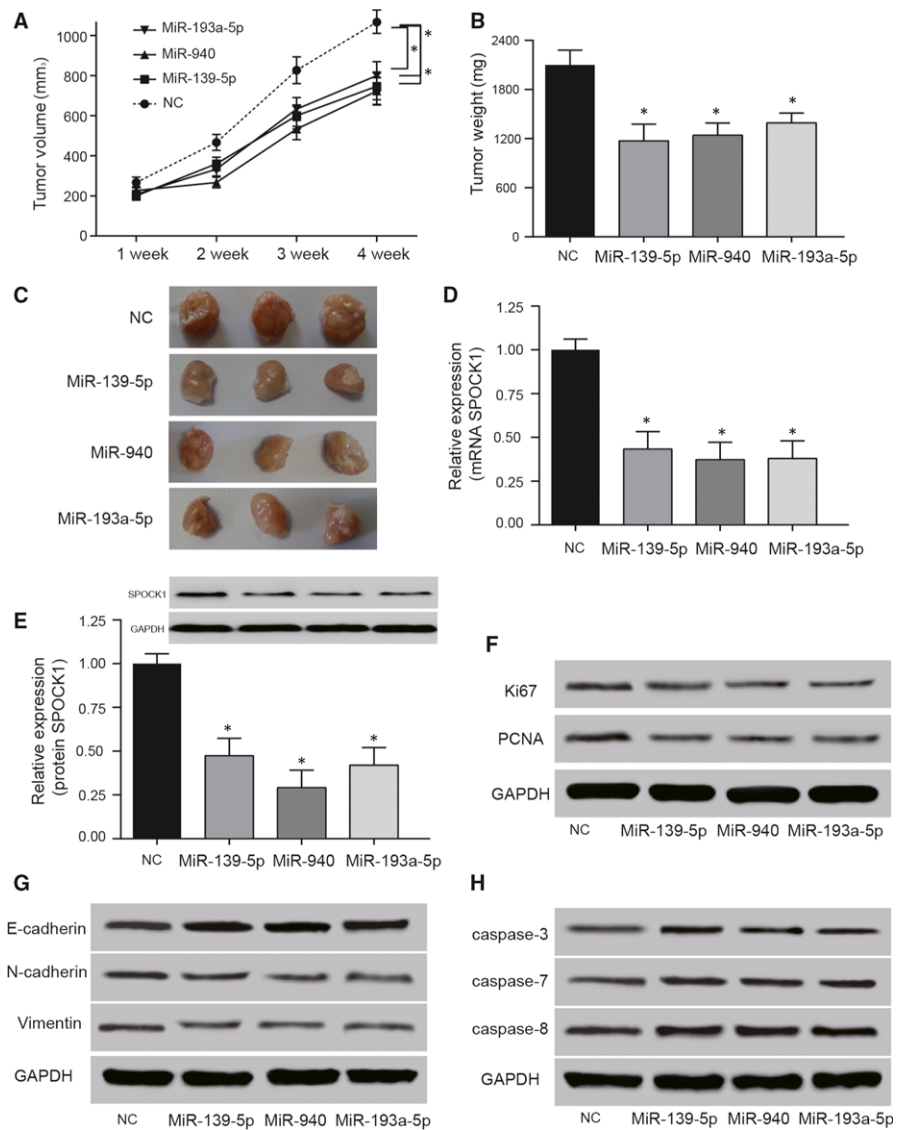 A
Tumor volume (mm₃)
1000
800
600
400
200
0
MiR-193a-5p
MiR-940
MiR-139-5p
NC
*
*
*
1 week 2 week 3 week 4 week
B
Tumor weight (mg)
2400
1800
1200
600
0
* * *
NC MiR-139-5p MiR-940 MiR-193a-5p
C
NC
MiR-139-5p
MiR-940
MiR-193a-5p
D
Relative expression
(mRNA SPOCK1)
1.25
1.00
0.75
0.50
0.25
0.00
* * *
NC MiR-139-5p MiR-940 MiR-193a-5p
E
SPOCK1
GAPDH
Relative expression
(protein SPOCK1)
1.25
1.00
0.75
0.50
0.25
0.00
* * *
NC MiR-139-5p MiR-940 MiR-193a-5p
F
Ki67
PCNA
GAPDH
NC MiR-139-5p MiR-940 MiR-193a-5p
G
E-cadherin
N-cadherin
Vimentin
GAPDH
NC MiR-139-5p MiR-940 MiR-193a-5p
H
caspase-3
caspase-7
caspase-8
GAPDH
NC MiR-139-5p MiR-940 MiR-193a-5p